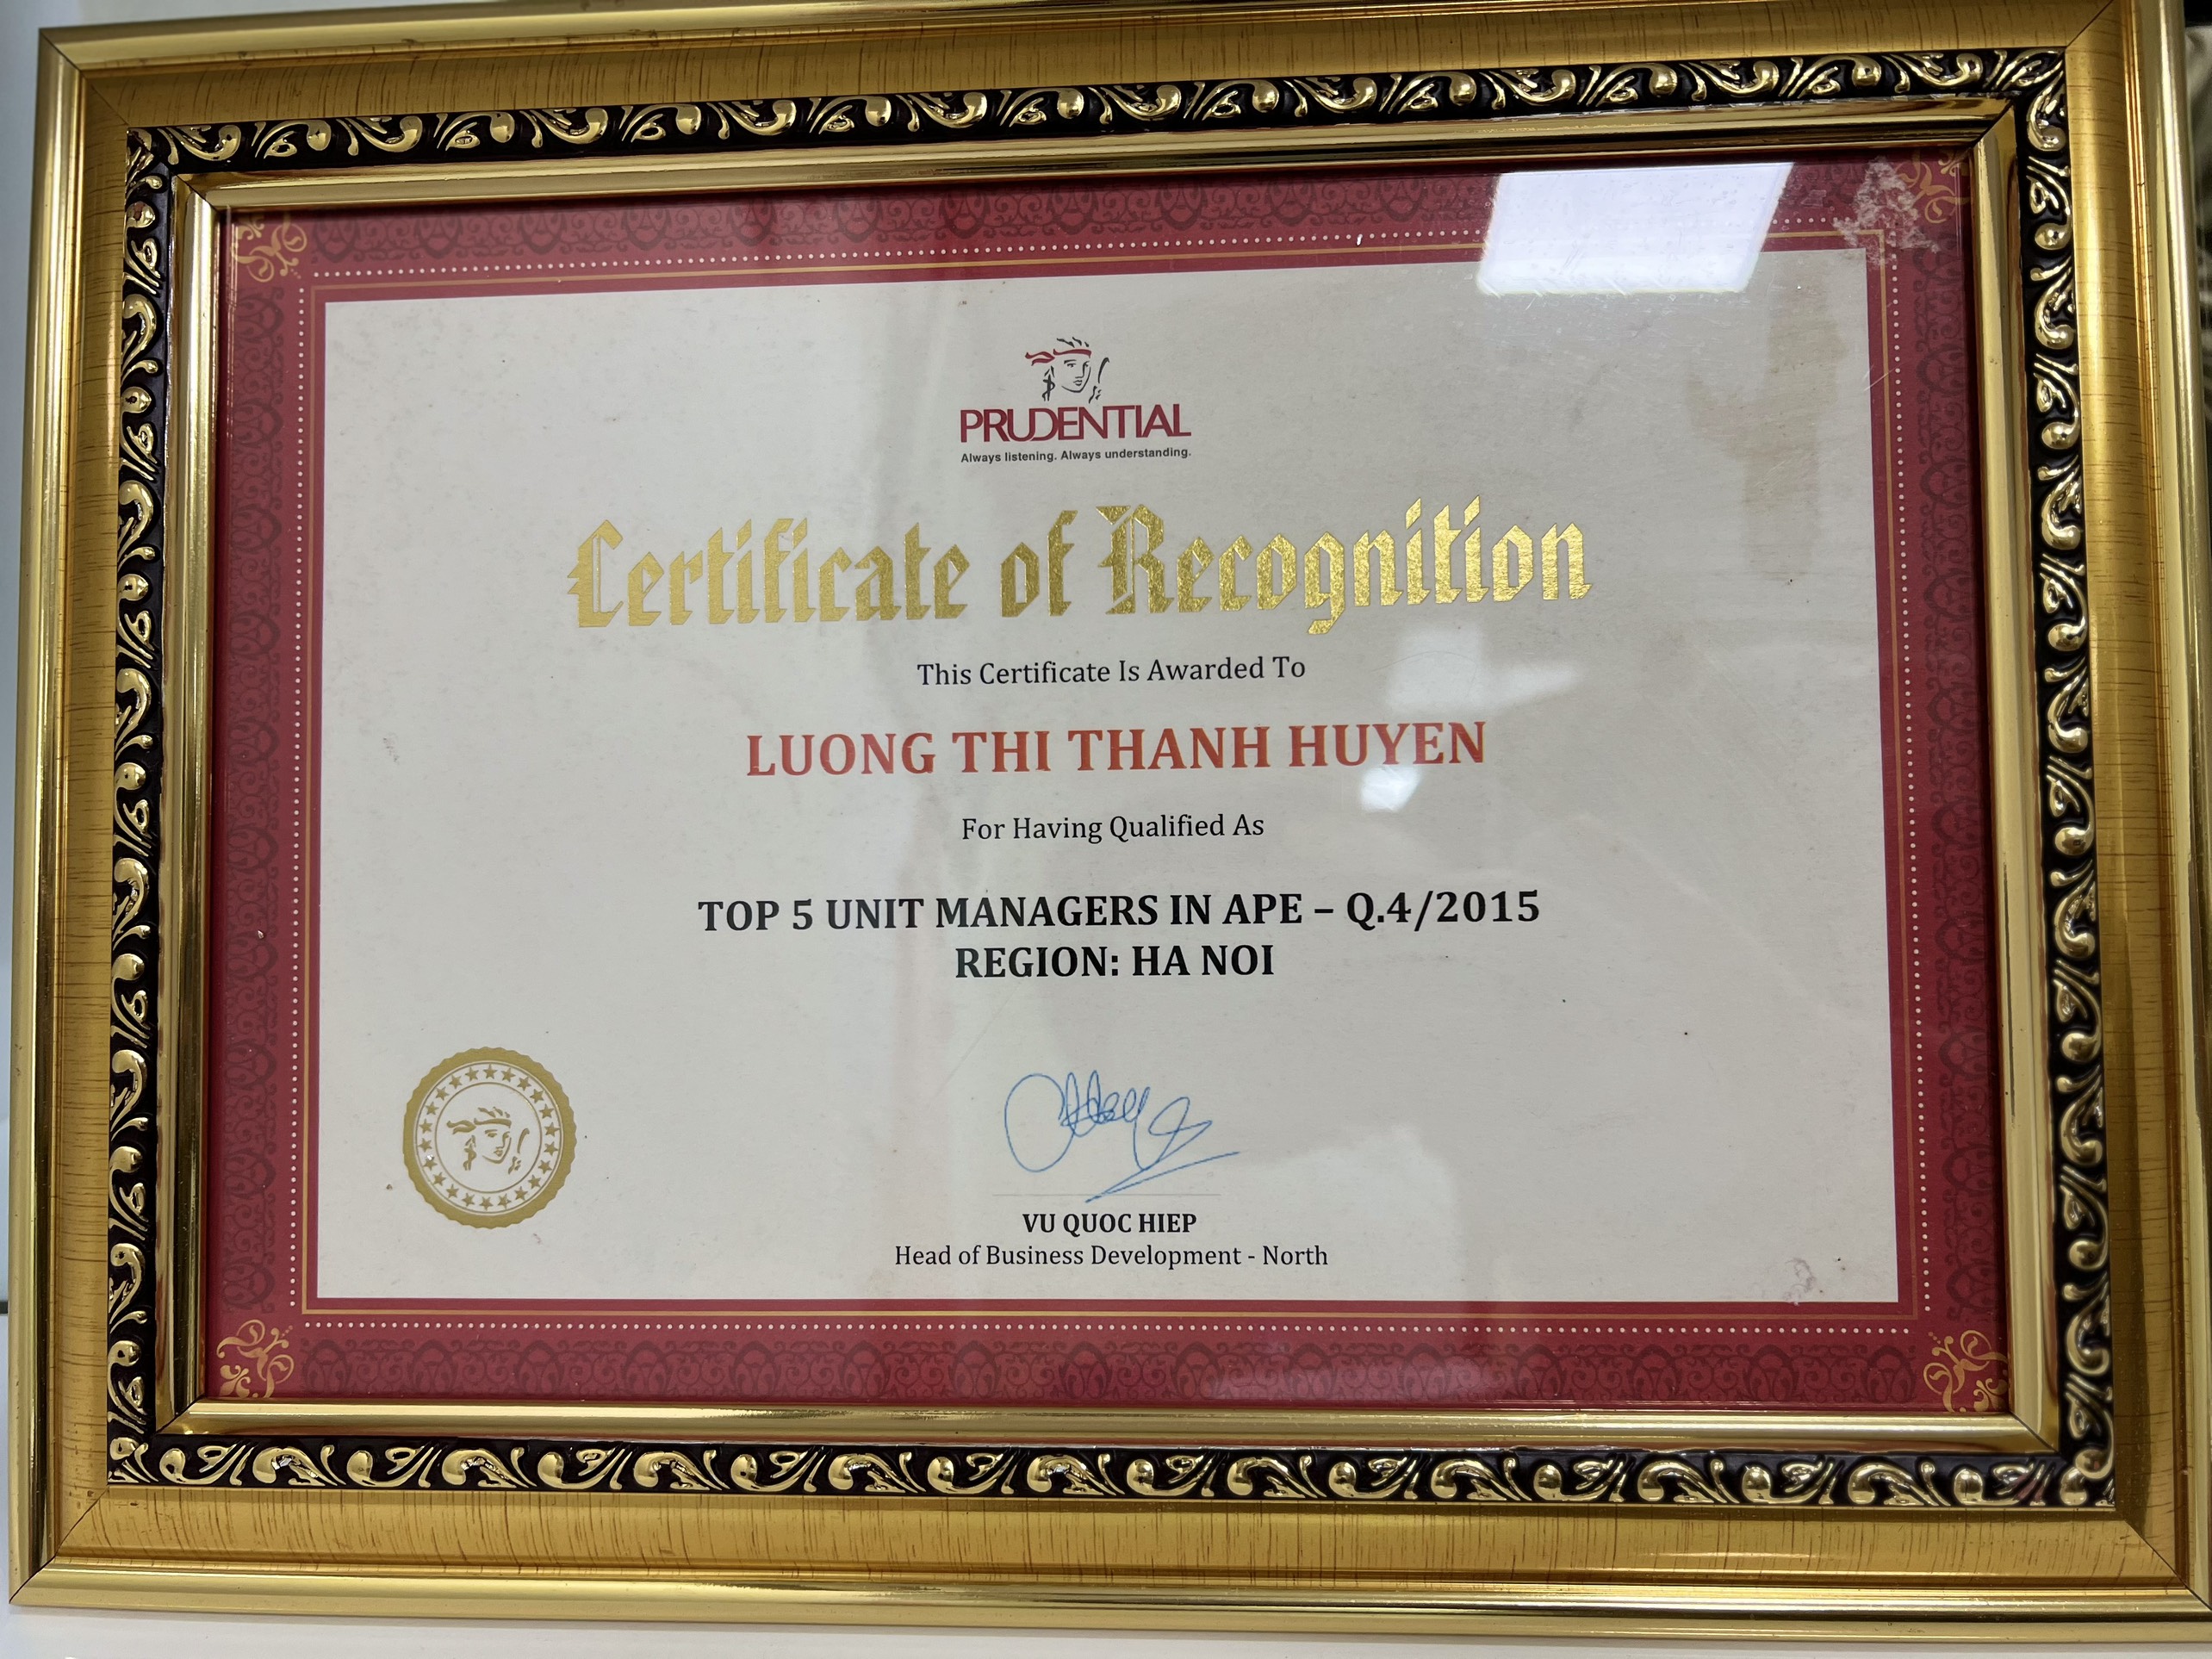 PRUDENTIAL
Always listening. Always understanding.
Certificate of Recognition
This Certificate Is Awarded To
LUONG THI THANH HUYEN
For Having Qualified As
TOP 5 UNIT MANAGERS IN APE – Q.4/2015
REGION: HA NOI
VU QUOC HIEP
Head of Business Development - North